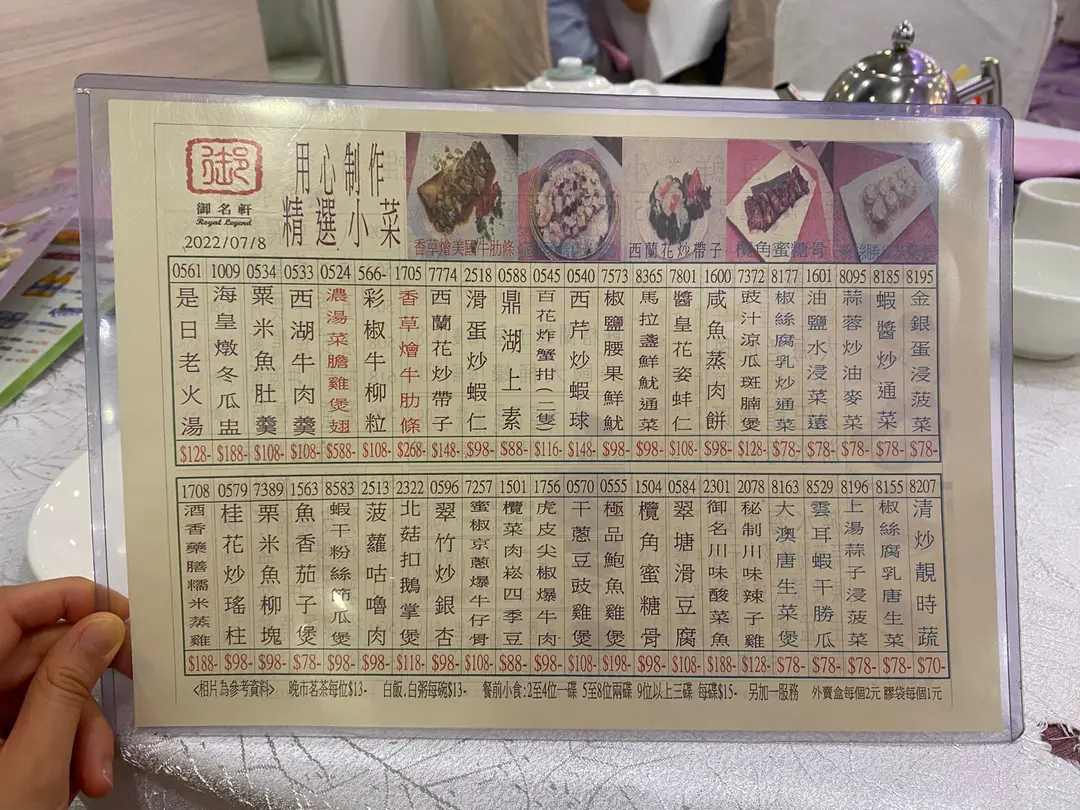 御
御名軒
Royal Legend
2022/07/8
用心制作
精選小菜
香草燴美國牛肋條
西蘭花炒帶子
欖角蜜糖骨
0561 是日老火湯 $128-
1009 海皇燉冬瓜盅 $188-
0534 粟米魚肚羹 $108-
0533 西湖牛肉羹 $108-
0524 濃湯菜膽雞煲翅 $588-
566- 彩椒牛柳粒 $108-
1705 香草燴牛肋條 $268-
7774 西蘭花炒帶子 $148-
2518 滑蛋炒蝦仁 $98-
0588 鼎湖上素 $88-
0545 百花炸蟹拑(二隻) $116-
0540 西芹炒蝦球 $148-
7573 椒鹽腰果鮮魷 $98-
8365 馬拉盞鮮魷通菜 $98-
7801 醬皇花姿蚌仁 $108-
1600 咸魚蒸肉餅 $98-
7372 豉汁涼瓜斑腩煲 $128-
8177 椒絲腐乳炒通菜 $78-
1601 油鹽水浸菜薳 $78-
8095 蒜蓉炒油麥菜 $78-
8185 蝦醬炒通菜 $78-
8195 金銀蛋浸菠菜 $78-
1708 酒香藥膳糯米蒸雞 $188-
0579 桂花炒瑤柱 $98-
7389 栗米魚柳塊 $98-
1563 魚香茄子煲 $78-
8583 蝦干粉絲節瓜煲 $98-
2513 菠蘿咕嚕肉 $98-
2322 北菇扣鵝掌煲 $118-
0596 翠竹炒銀杏 $98-
7257 蜜椒京蔥爆牛仔骨 $108-
1501 欖菜肉崧四季豆 $88-
1756 虎皮尖椒爆牛肉 $98-
0570 干蔥豆豉雞煲 $108-
0555 極品鮑魚雞煲 $198-
1504 欖角蜜糖骨 $98-
0584 翠塘滑豆腐 $108-
2301 御名川味酸菜魚 $188-
2078 秘制川味辣子雞 $128-
8163 大澳唐生菜煲 $78-
8529 雲耳蝦干勝瓜 $78-
8196 上湯蒜子浸菠菜 $78-
8155 椒絲腐乳唐生菜 $78-
8207 清炒靚時蔬 $70-
<相片為參考資料> 晚市茗茶每位$13- 白飯.白粥每碗$13- 餐前小食:2至4位一碟 5至8位兩碟 9位以上三碟 每碟$15- 另加一服務 外賣盒每個2元 膠袋每個1元